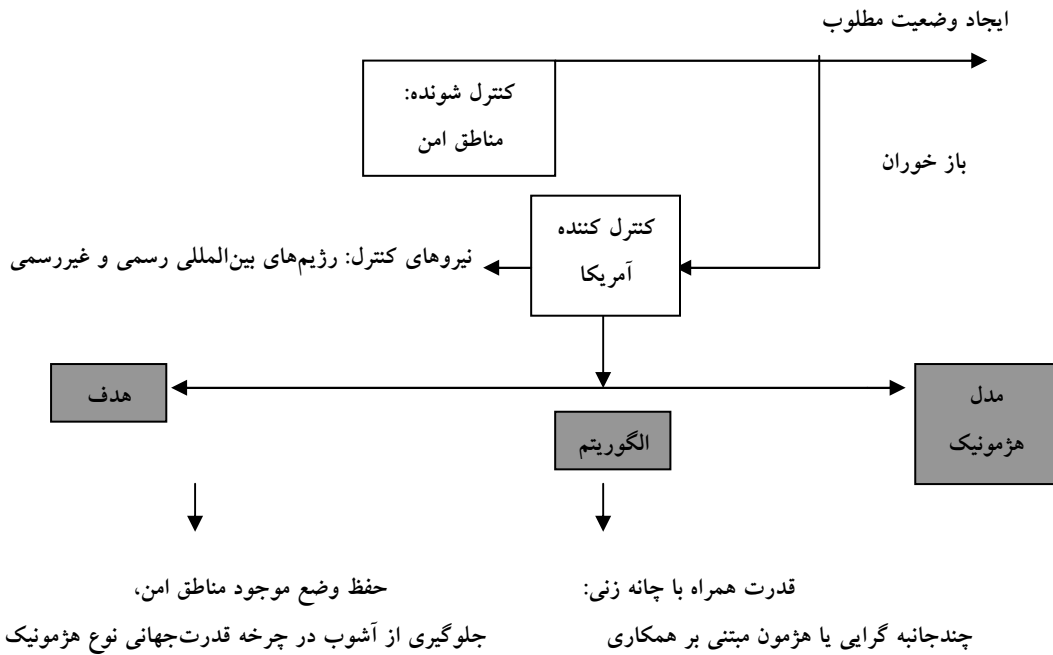 ایجاد وضعیت مطلوب
کنترل شونده:
مناطق امن
باز خوران
کنترل کننده
آمریکا
نیروهای کنترل: رژیم‌های بین‌المللی رسمی و غیررسمی
مدل
هژمونیک
الگوریتم
هدف
قدرت همراه با چانه زنی:
چندجانبه گرایی یا هژمون مبتنی بر همکاری
حفظ وضع موجود مناطق امن،
جلوگیری از آشوب در چرخه قدرت‌جهانی نوع هژمونیک